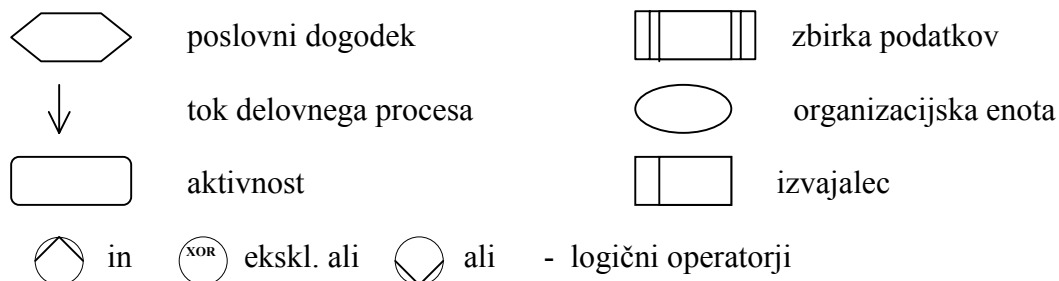 poslovni dogodek zbirka podatkov
tok delovnega procesa organizacijska enota
aktivnost izvajalec
in XOR ekskl. ali ali - logični operatorji